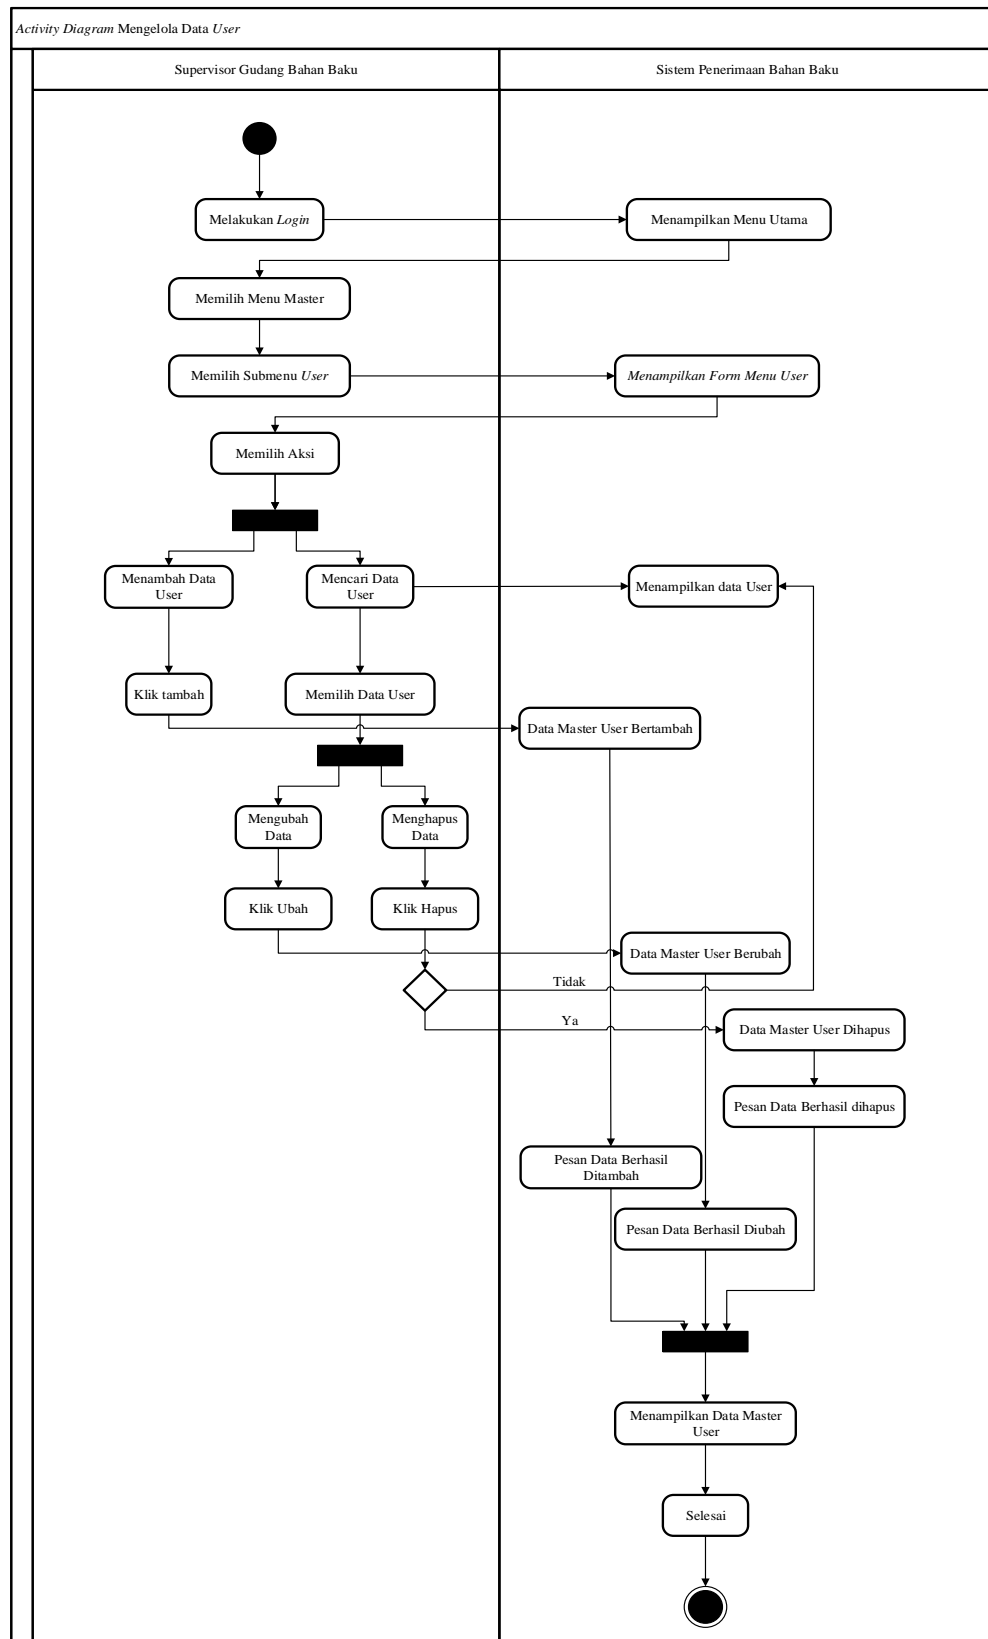 Activity Diagram Mengelola Data User
Supervisor Gudang Bahan Baku
Sistem Penerimaan Bahan Baku
Melakukan Login
Menampilkan Menu Utama
Memilih Menu Master
Memilih Submenu User
Menampilkan Form Menu User
Memilih Aksi
Menambah Data
User
Mencari Data
User
Menampilkan data User
Klik tambah
Memilih Data User
Data Master User Bertambah
Mengubah
Data
Menghapus
Data
Klik Ubah
Klik Hapus
Data Master User Berubah
Tidak
Ya
Data Master User Dihapus
Pesan Data Berhasil dihapus
Pesan Data Berhasil
Ditambah
Pesan Data Berhasil Diubah
Menampilkan Data Master
User
Selesai